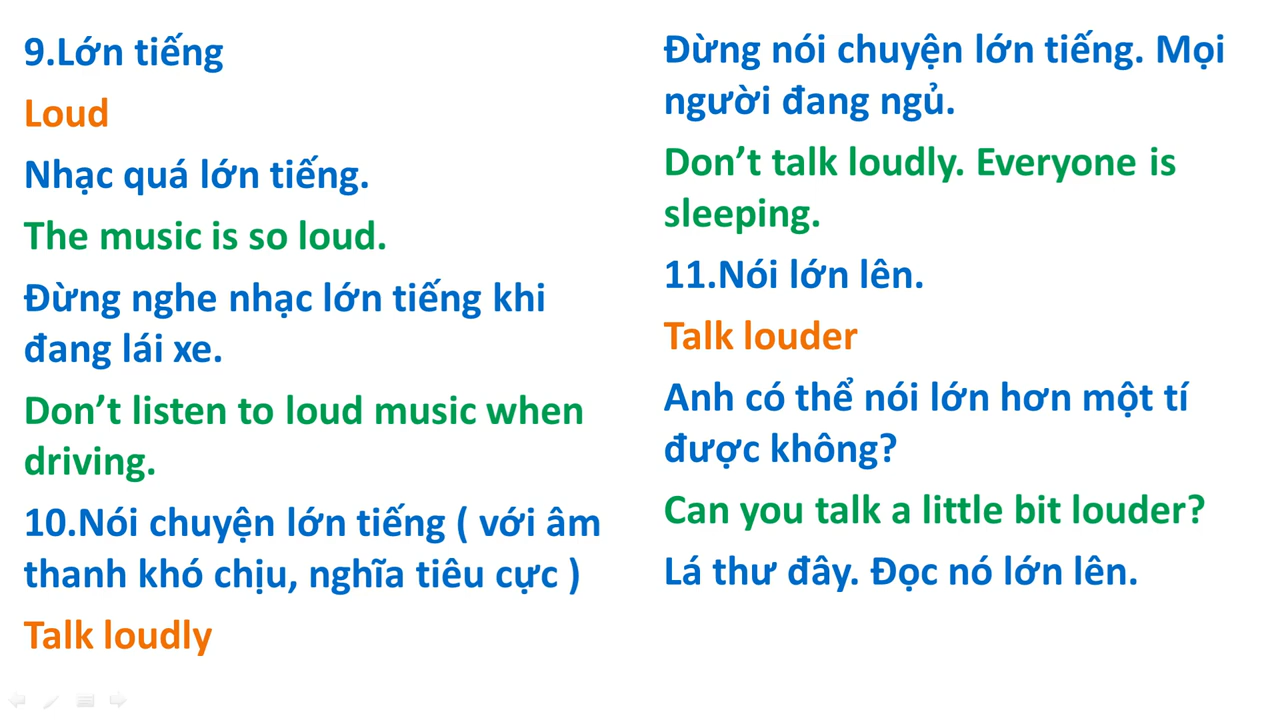 9.Lớn tiếng
Loud
Nhạc quá lớn tiếng.
The music is so loud.
Đừng nghe nhạc lớn tiếng khi
đang lái xe.
Don’t listen to loud music when
driving.
10.Nói chuyện lớn tiếng ( với âm
thanh khó chịu, nghĩa tiêu cực )
Talk loudly
Đừng nói chuyện lớn tiếng. Mọi
người đang ngủ.
Don’t talk loudly. Everyone is
sleeping.
11.Nói lớn lên.
Talk louder
Anh có thể nói lớn hơn một tí
được không?
Can you talk a little bit louder?
Lá thư đây. Đọc nó lớn lên.